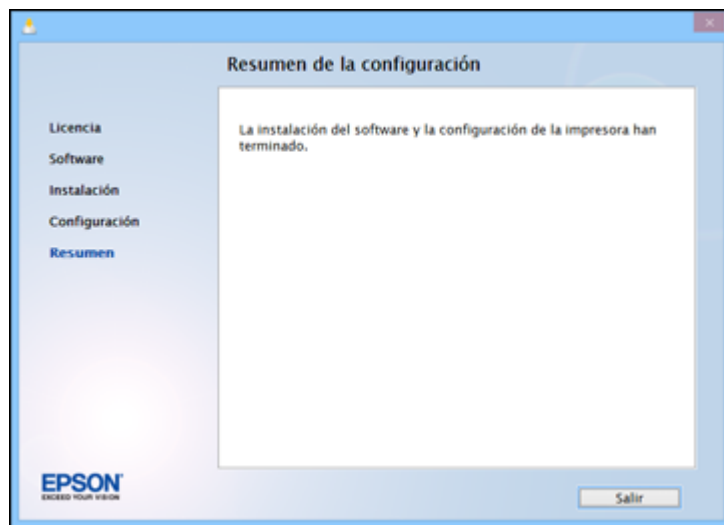 Resumen de la configuración
Licencia
Software
Instalación
Configuración
Resumen
La instalación del software y la configuración de la impresora han
terminado.
EPSON
EXCEED YOUR VISION
Salir